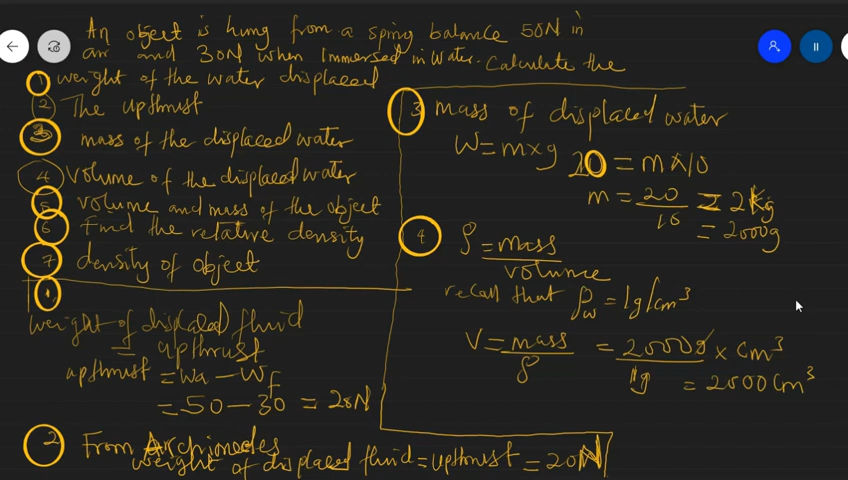 An object is hung from a spring balance 50N in
air and 30N when immersed in water. Calculate the
1 weight of the water displaced
2 The upthrust
3 mass of the displaced water
4 volume of the displaced water
5 volume and mass of the object
6 Find the relative density
7 density of object
1.
weight of displaced fluid
= upthrust
upthrust = Wa - Wf
= 50 - 30 = 20N
2 From Archimedes
weight of displaced fluid = upthrust = 20N
3 mass of displaced water
W = m x g 20 = m x 10
m = 20/10 = 2kg
= 2000g
4 ρ = mass/volume
recall that ρw = 1g/cm³
V = mass/ρ = 2000g/1g x cm³
= 2000cm³